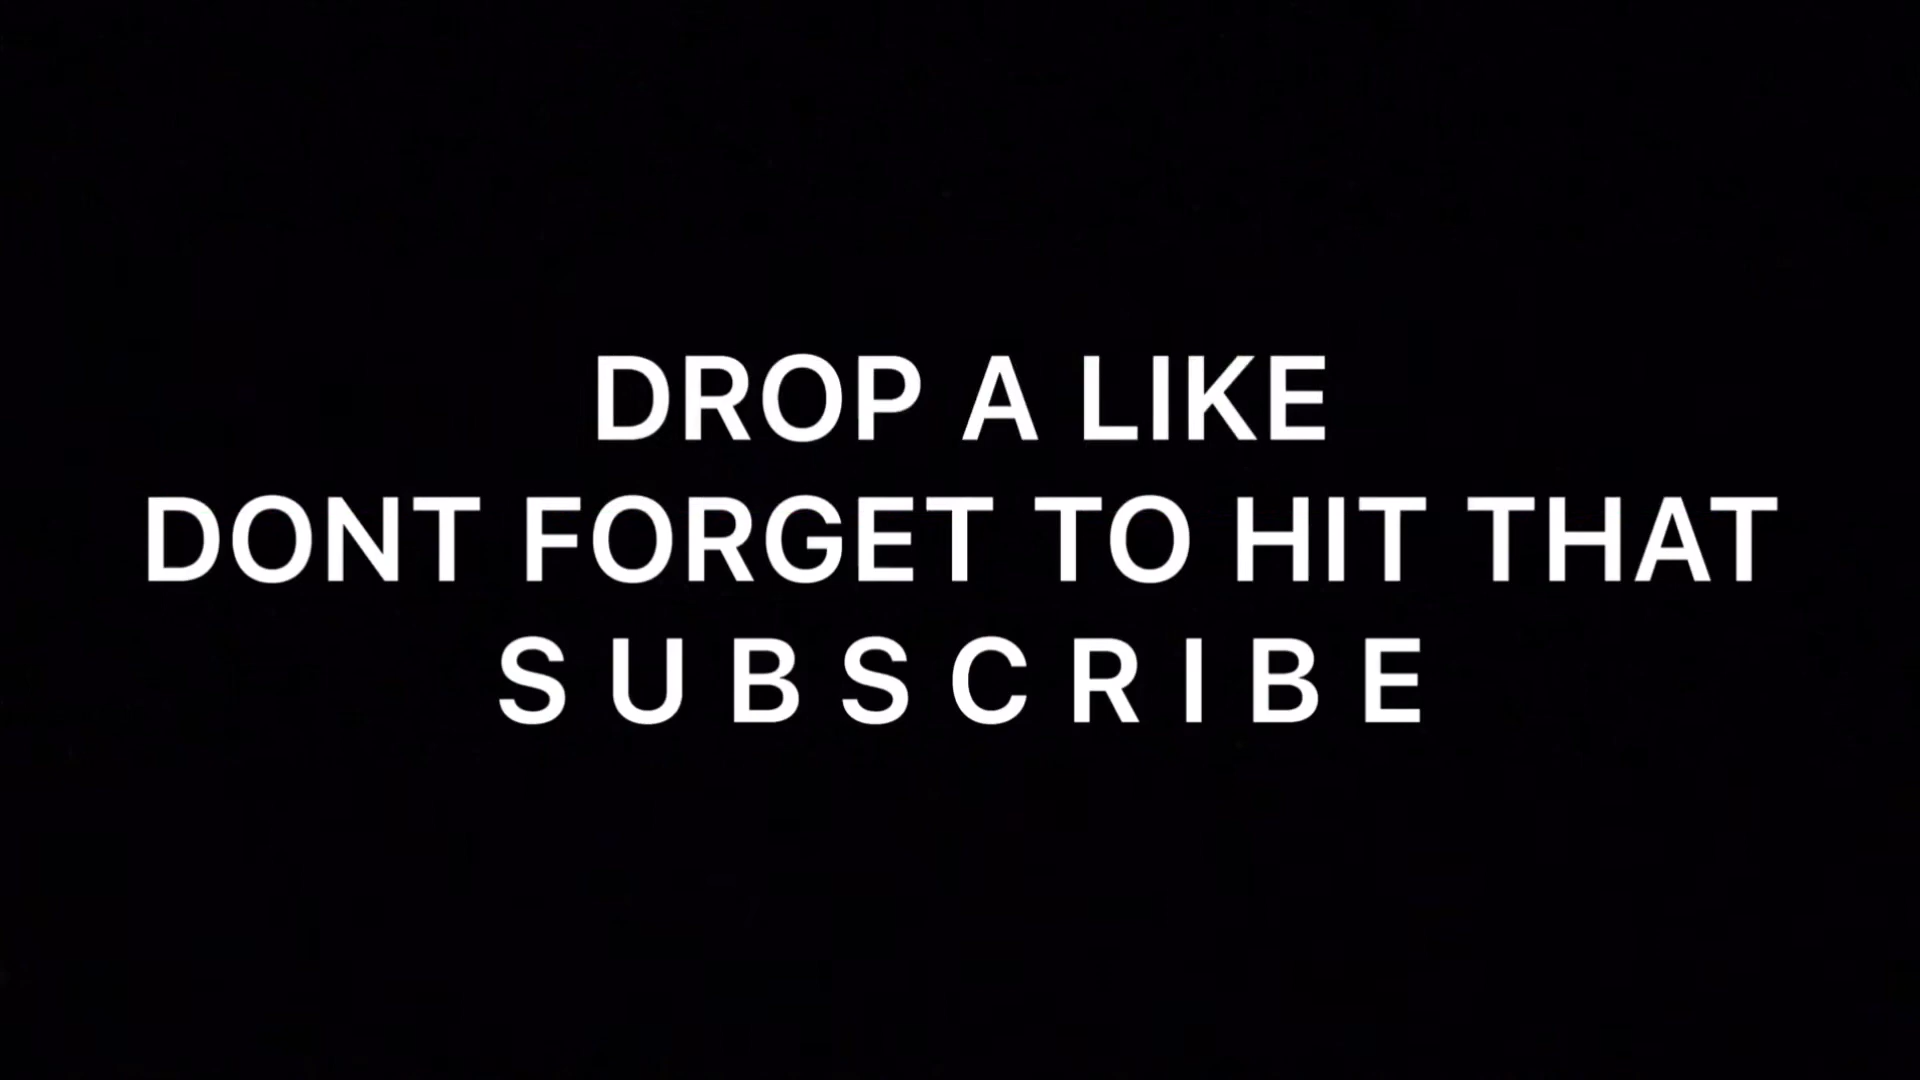 DROP A LIKE
DONT FORGET TO HIT THAT
S U B S C R I B E